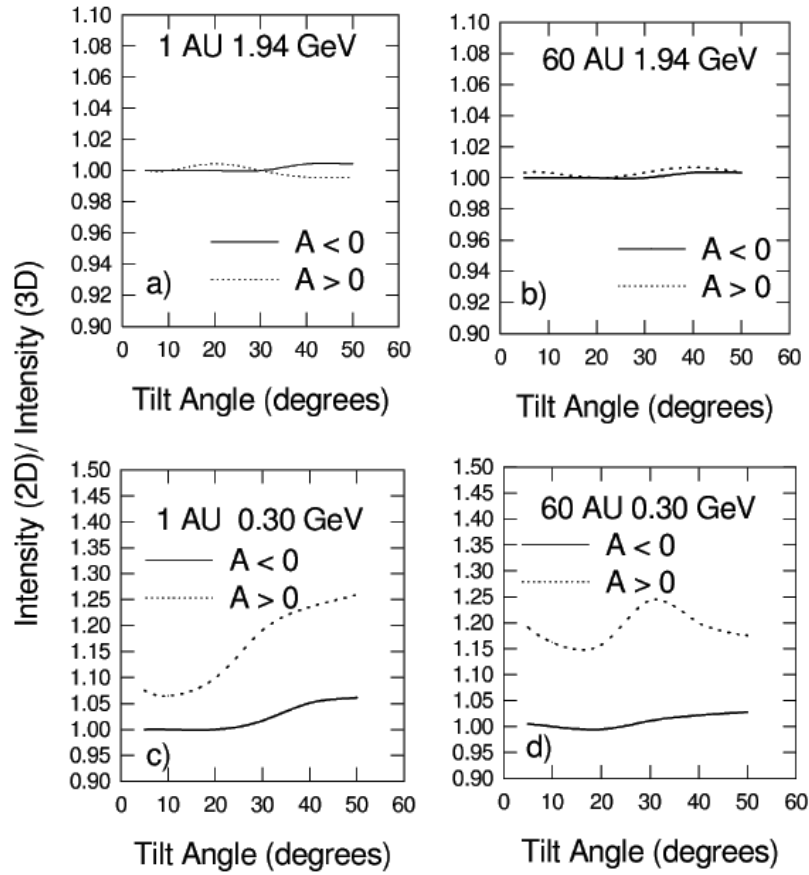 Intensity (2D)/ Intensity (3D)
1.10
1.08
1.06
1.04
1.02
1.00
0.98
0.96
0.94
0.92
0.90
1 AU 1.94 GeV
A < 0
A > 0
a)
0 10 20 30 40 50 60
Tilt Angle (degrees)
1.10
1.08
1.06
1.04
1.02
1.00
0.98
0.96
0.94
0.92
0.90
60 AU 1.94 GeV
A < 0
A > 0
b)
0 10 20 30 40 50 60
Tilt Angle (degrees)
1.50
1.45
1.40
1.35
1.30
1.25
1.20
1.15
1.10
1.05
1.00
0.95
0.90
1 AU 0.30 GeV
A < 0
A > 0
c)
0 10 20 30 40 50 60
Tilt Angle (degrees)
1.50
1.45
1.40
1.35
1.30
1.25
1.20
1.15
1.10
1.05
1.00
0.95
0.90
60 AU 0.30 GeV
A < 0
A > 0
d)
0 10 20 30 40 50 60
Tilt Angle (degrees)